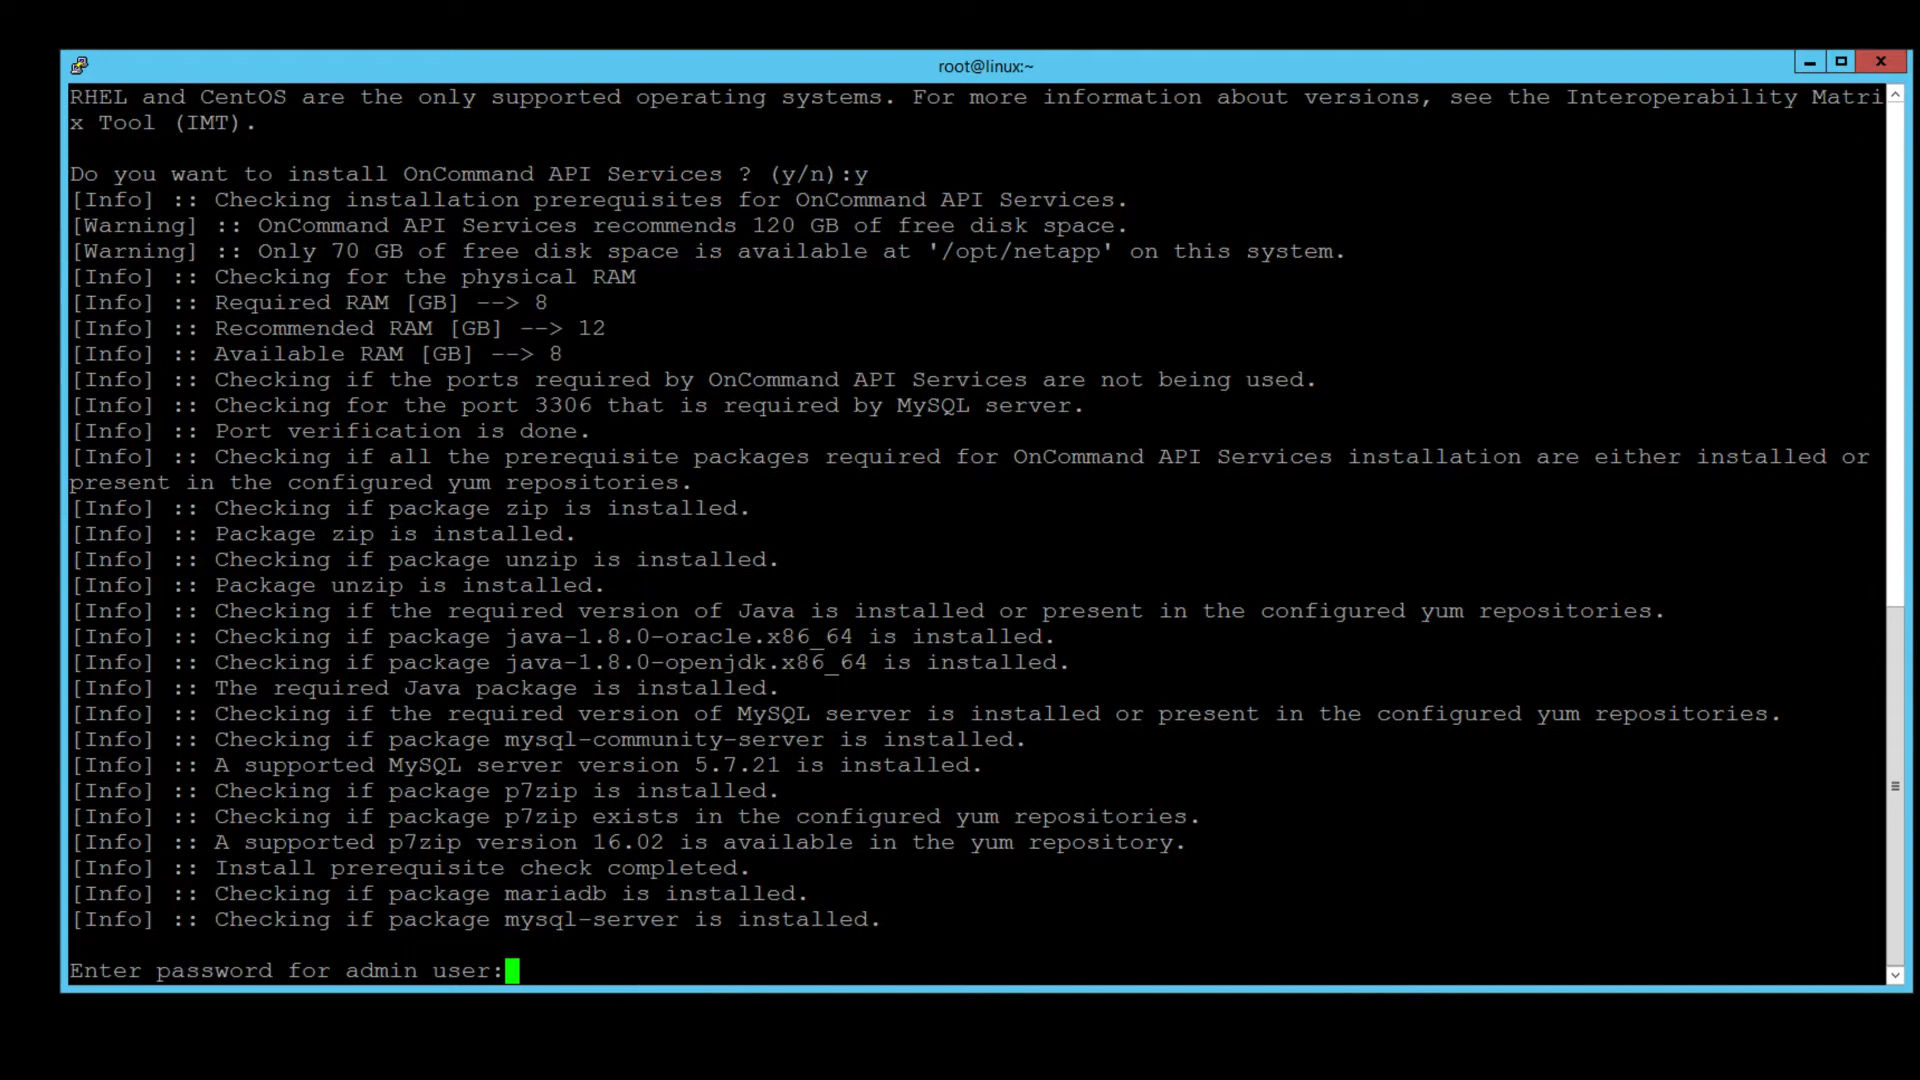 root@linux:~
RHEL and CentOS are the only supported operating systems. For more information about versions, see the Interoperability Matri
x Tool (IMT).
Do you want to install OnCommand API Services ? (y/n):y
[Info] :: Checking installation prerequisites for OnCommand API Services.
[Warning] :: OnCommand API Services recommends 120 GB of free disk space.
[Warning] :: Only 70 GB of free disk space is available at '/opt/netapp' on this system.
[Info] :: Checking for the physical RAM
[Info] :: Required RAM [GB] --> 8
[Info] :: Recommended RAM [GB] --> 12
[Info] :: Available RAM [GB] --> 8
[Info] :: Checking if the ports required by OnCommand API Services are not being used.
[Info] :: Checking for the port 3306 that is required by MySQL server.
[Info] :: Port verification is done.
[Info] :: Checking if all the prerequisite packages required for OnCommand API Services installation are either installed or
present in the configured yum repositories.
[Info] :: Checking if package zip is installed.
[Info] :: Package zip is installed.
[Info] :: Checking if package unzip is installed.
[Info] :: Package unzip is installed.
[Info] :: Checking if the required version of Java is installed or present in the configured yum repositories.
[Info] :: Checking if package java-1.8.0-oracle.x86_64 is installed.
[Info] :: Checking if package java-1.8.0-openjdk.x86_64 is installed.
[Info] :: The required Java package is installed.
[Info] :: Checking if the required version of MySQL server is installed or present in the configured yum repositories.
[Info] :: Checking if package mysql-community-server is installed.
[Info] :: A supported MySQL server version 5.7.21 is installed.
[Info] :: Checking if package p7zip is installed.
[Info] :: Checking if package p7zip exists in the configured yum repositories.
[Info] :: A supported p7zip version 16.02 is available in the yum repository.
[Info] :: Install prerequisite check completed.
[Info] :: Checking if package mariadb is installed.
[Info] :: Checking if package mysql-server is installed.
Enter password for admin user: